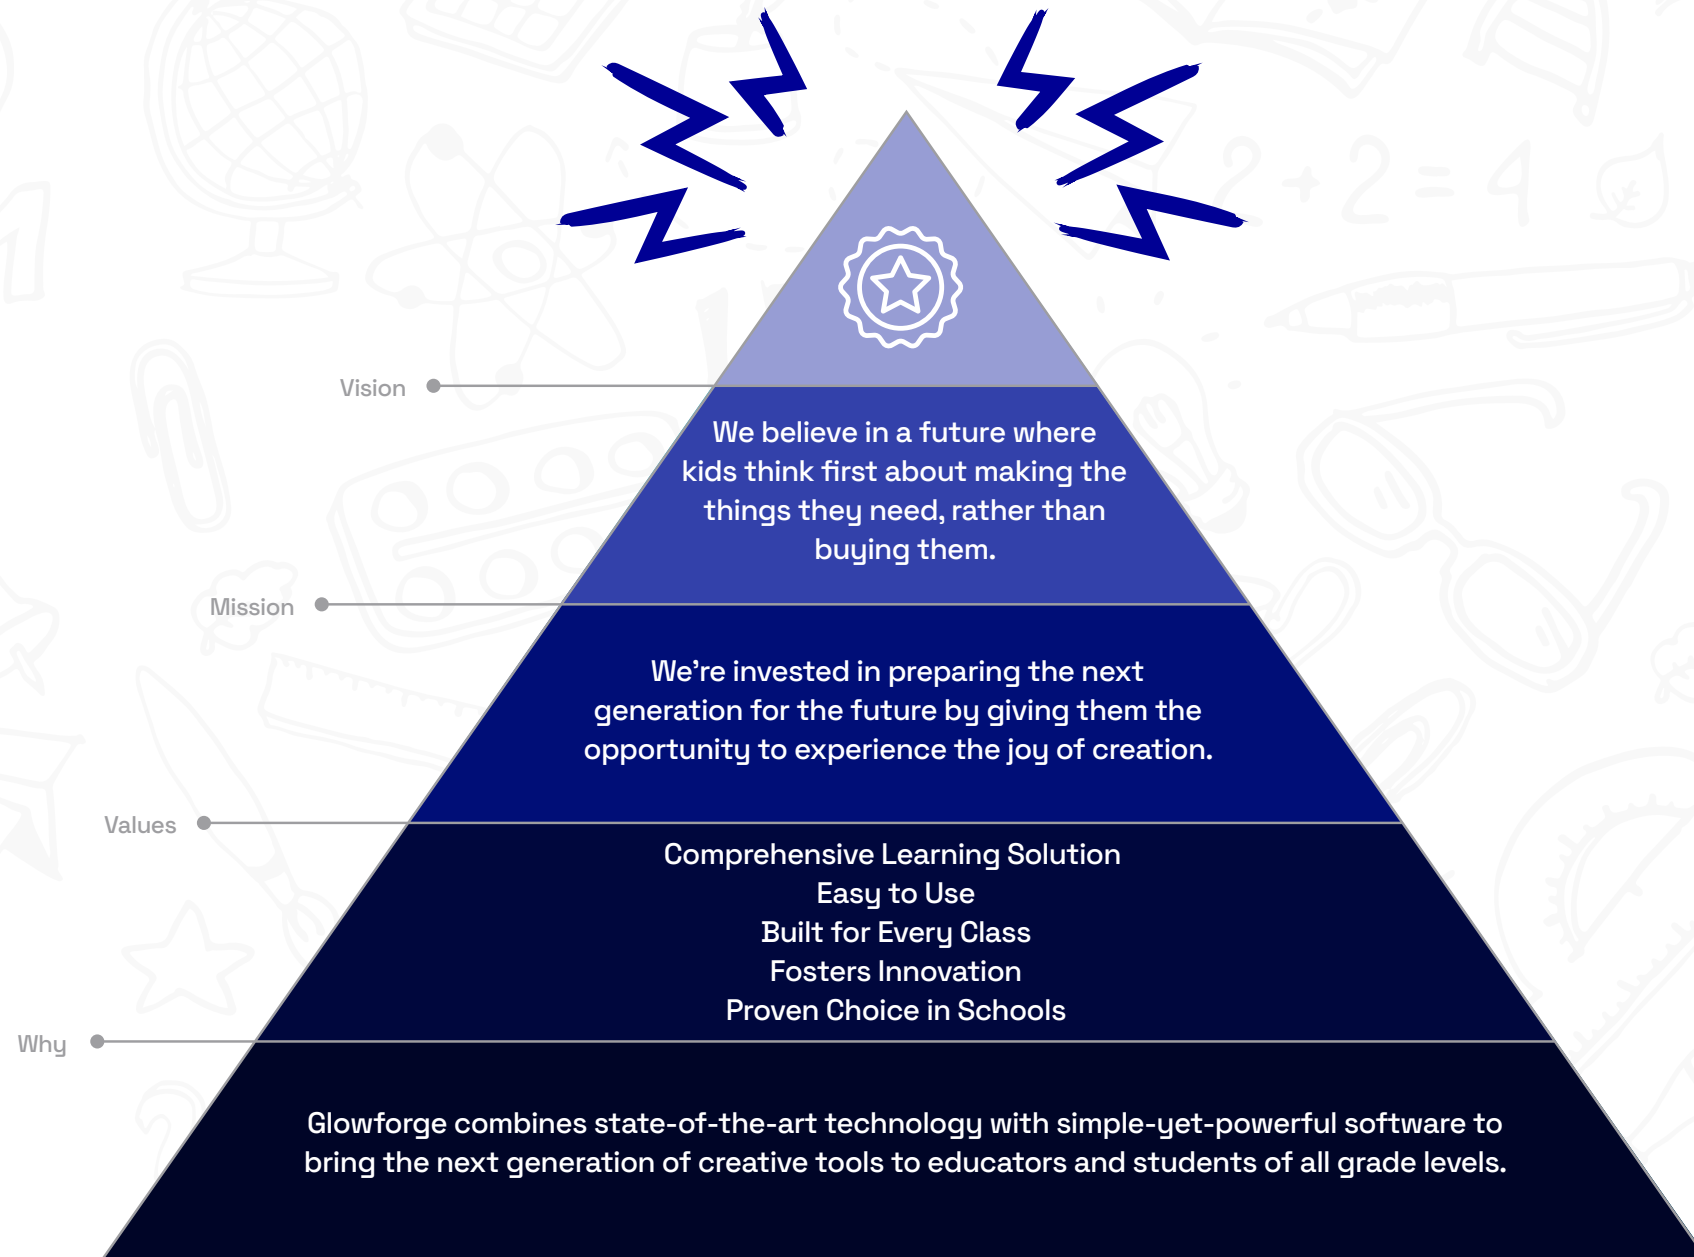 2 + 2 = 4
1
Vision
We believe in a future where
kids think first about making the
things they need, rather than
buying them.
Mission
We’re invested in preparing the next
generation for the future by giving them the
opportunity to experience the joy of creation.
Values
Comprehensive Learning Solution
Easy to Use
Built for Every Class
Fosters Innovation
Proven Choice in Schools
Why
Glowforge combines state-of-the-art technology with simple-yet-powerful software to
bring the next generation of creative tools to educators and students of all grade levels.